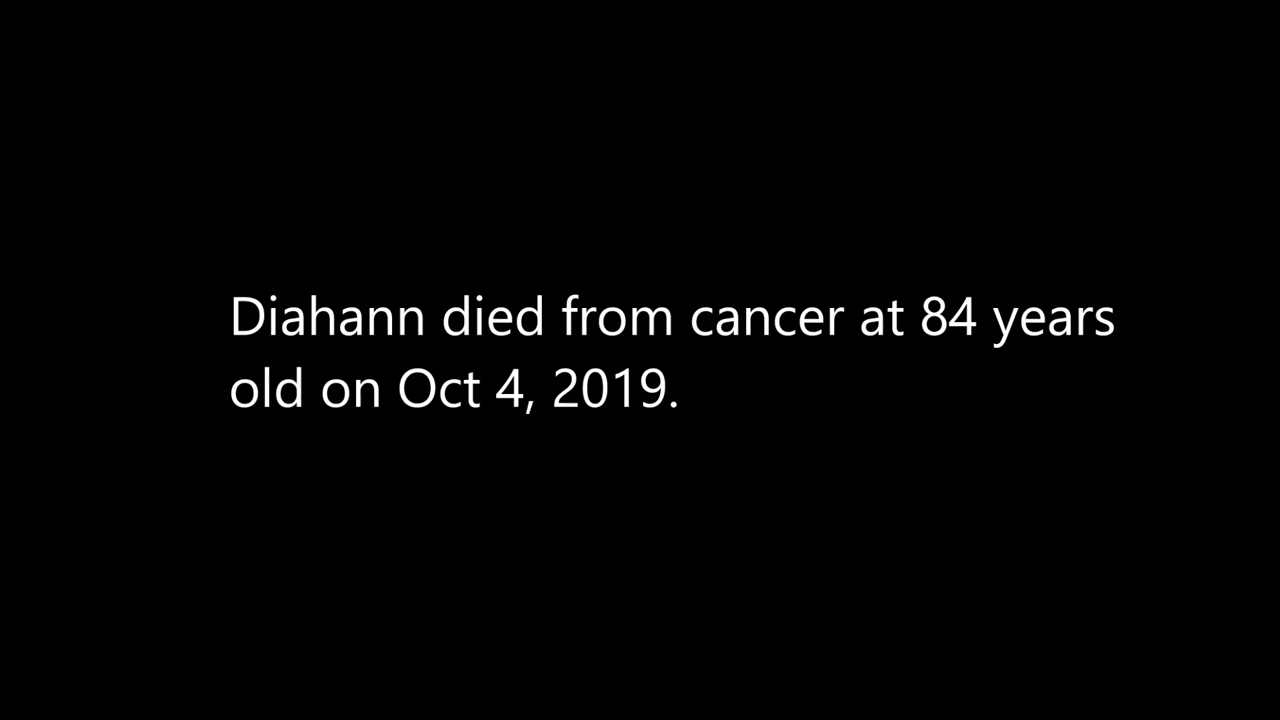 Diahann died from cancer at 84 years
old on Oct 4, 2019.